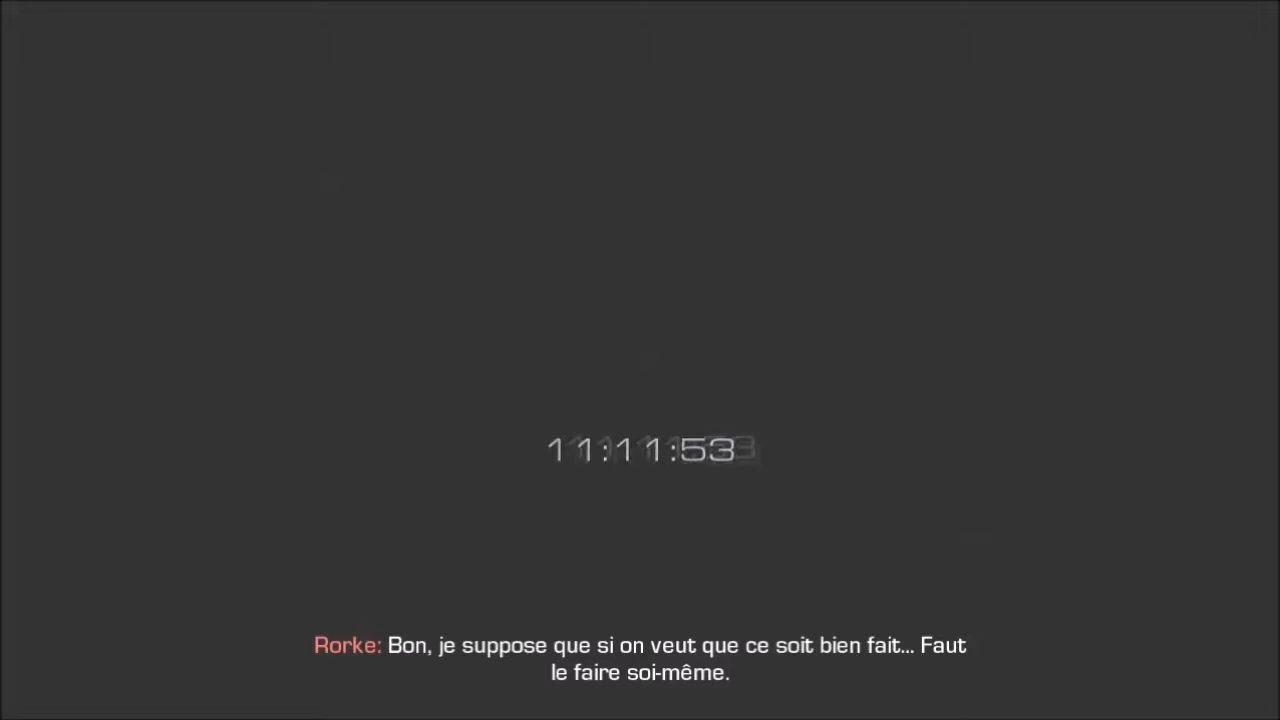 11:11:53
Rorke: Bon, je suppose que si on veut que ce soit bien fait... Faut
le faire soi-même.